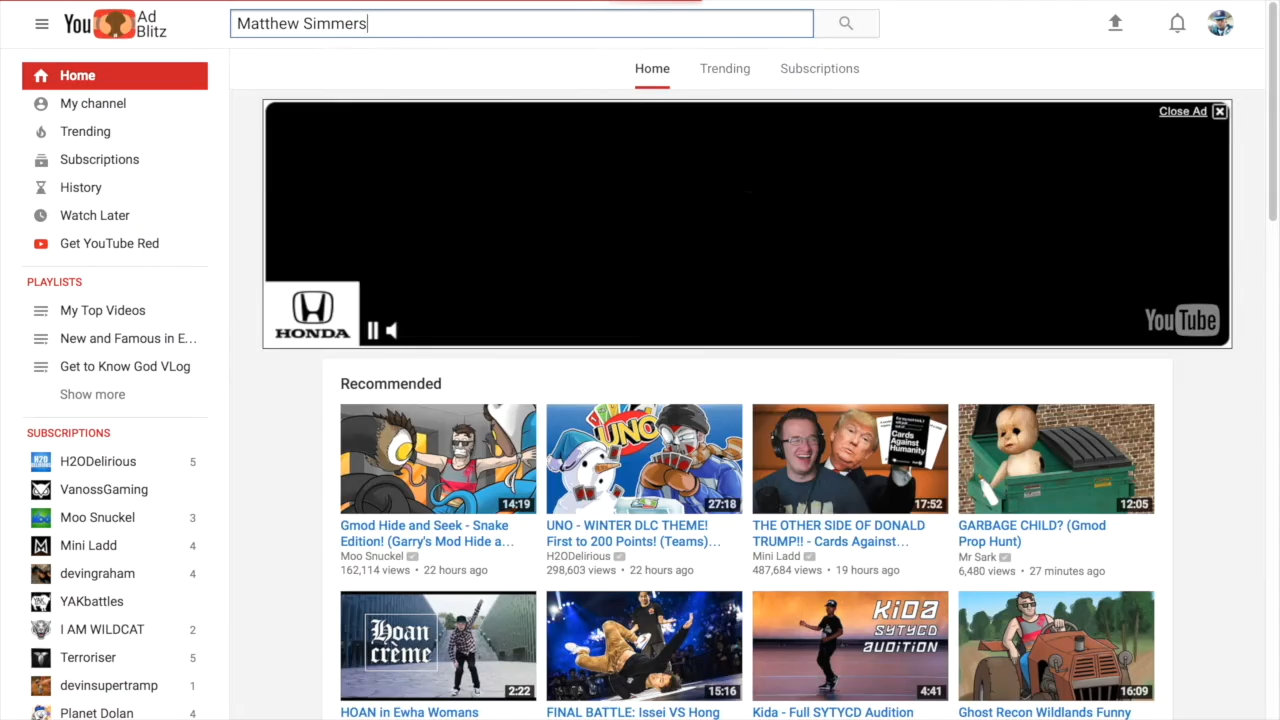 You Ad Blitz
Matthew Simmers
Home
Trending
Subscriptions
Home
My channel
Trending
Subscriptions
History
Watch Later
Get YouTube Red
PLAYLISTS
My Top Videos
New and Famous in E...
Get to Know God VLog
Show more
SUBSCRIPTIONS
H2ODelirious 5
VanossGaming
Moo Snuckel 3
Mini Ladd 4
devingraham 4
YAKbattles
I AM WILDCAT 2
Terroriser 5
devinsupertramp 1
Planet Dolan 4
Close Ad
HONDA
YouTube
Recommended
UNO
Cards Against Humanity
14:19
27:18
17:52
12:05
Gmod Hide and Seek - Snake
Edition! (Garry's Mod Hide a...
Moo Snuckel
162,114 views • 22 hours ago
UNO - WINTER DLC THEME!
First to 200 Points! (Teams)...
H2ODelirious
298,603 views • 22 hours ago
THE OTHER SIDE OF DONALD
TRUMP!! - Cards Against...
Mini Ladd
487,684 views • 19 hours ago
GARBAGE CHILD? (Gmod
Prop Hunt)
Mr Sark
6,480 views • 27 minutes ago
Hoan
crème
2:22
15:16
KIDA
SYTYCD
AUDITION
4:41
16:09
HOAN in Ewha Womans
FINAL BATTLE: Issei VS Hong
Kida - Full SYTYCD Audition
Ghost Recon Wildlands Funny